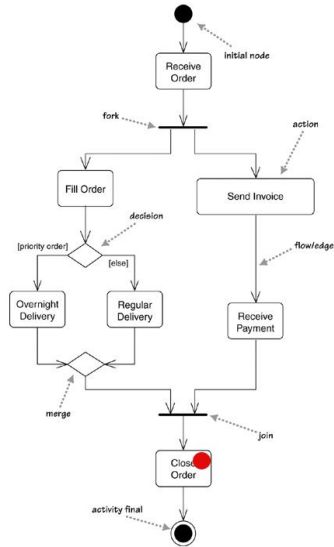 initial node
Receive
Order
fork
action
Fill Order
Send Invoice
decision
[priority order]
[else]
flow/edge
Overnight
Delivery
Regular
Delivery
Receive
Payment
merge
join
Order
activity final